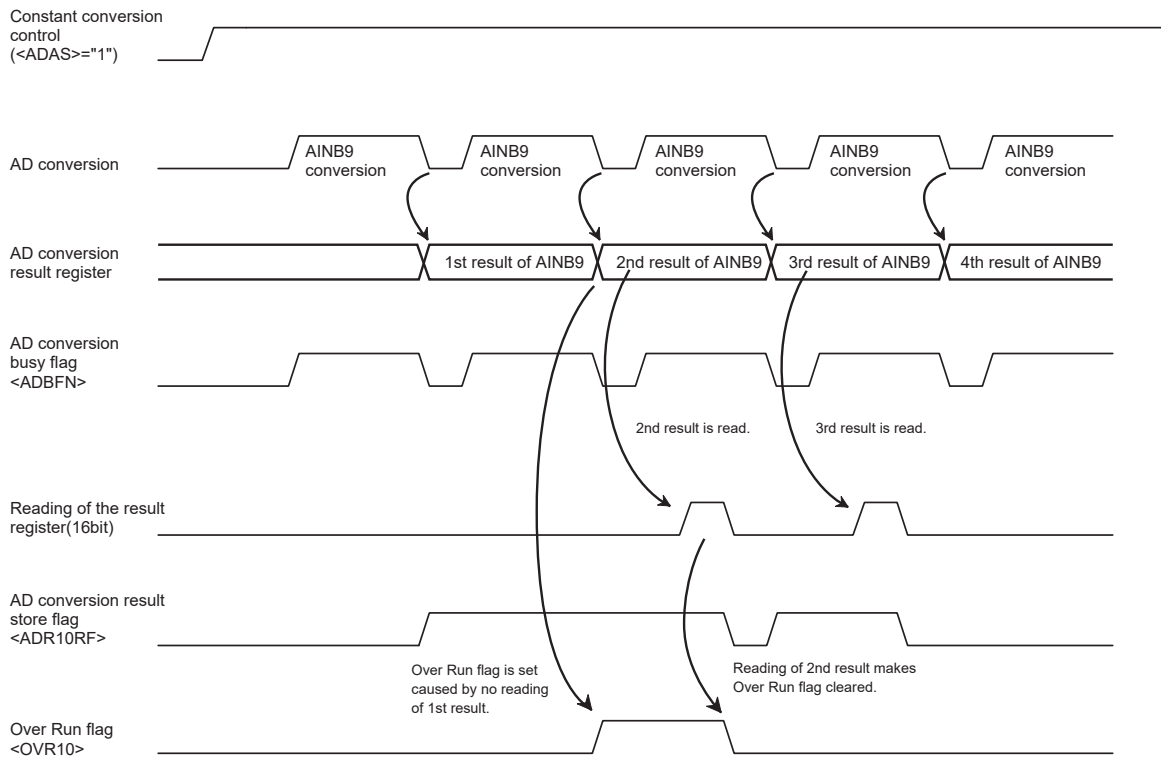 Constant conversion
control
(<ADAS>="1")
AD conversion
AINB9
conversion
AINB9
conversion
AINB9
conversion
AINB9
conversion
AINB9
conversion
AD conversion
result register
1st result of AINB9
2nd result of AINB9
3rd result of AINB9
4th result of AINB9
AD conversion
busy flag
<ADBFN>
2nd result is read.
3rd result is read.
Reading of the result
register(16bit)
AD conversion result
store flag
<ADR10RF>
Over Run flag is set
caused by no reading
of 1st result.
Reading of 2nd result makes
Over Run flag cleared.
Over Run flag
<OVR10>